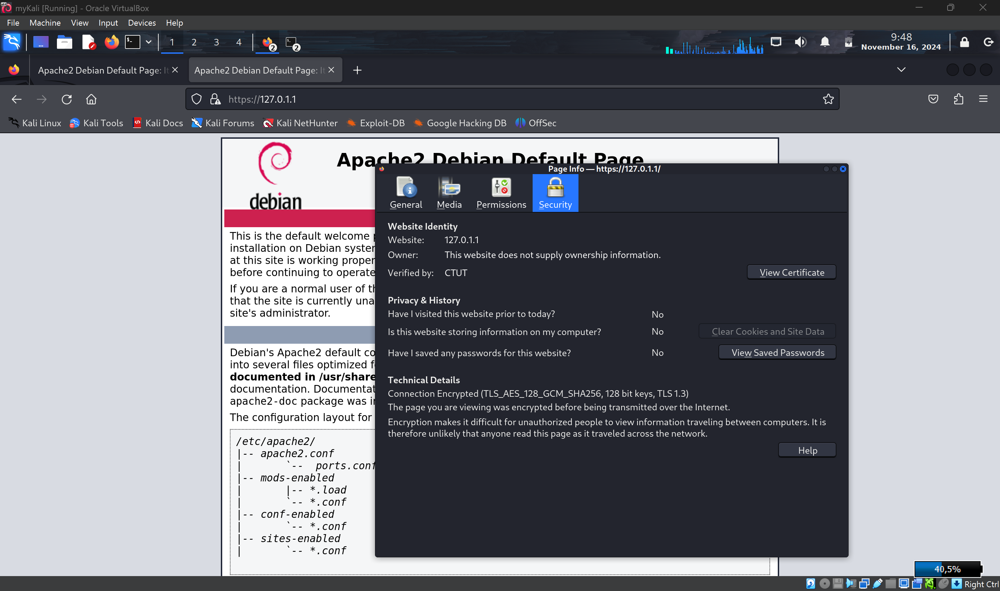 myKali [Running] - Oracle VirtualBox
File Machine View Input Devices Help
1 2 3 4 2 2 9:48
November 16, 2024
Apache2 Debian Default Page: It Apache2 Debian Default Page: It
https://127.0.1.1
Kali Linux Kali Tools Kali Docs Kali Forums Kali NetHunter Exploit-DB Google Hacking DB OffSec
Apache2 Debian Default Page
debian
This is the default welcome
installation on Debian
at this site is working
before continuing to operate
If you are a normal user of
that the site is currently
site's administrator.
Debian's Apache2 default
into several files optimized
documented in /usr/share
documentation.
apache2-doc package was
The configuration layout for
/etc/apache2/
|-- apache2.conf
|       `--  ports.conf
|-- mods-enabled
|       |-- *.load
|       `-- *.conf
|-- conf-enabled
|       `-- *.conf
|-- sites-enabled
|       `-- *.conf
Page Info — https://127.0.1.1/
General Media Permissions Security
Website Identity
Website: 127.0.1.1
Owner: This website does not supply ownership information.
Verified by: CTUT View Certificate
Privacy & History
Have I visited this website prior to today? No
Is this website storing information on my computer? No Clear Cookies and Site Data
Have I saved any passwords for this website? No View Saved Passwords
Technical Details
Connection Encrypted (TLS_AES_128_GCM_SHA256, 128 bit keys, TLS 1.3)
The page you are viewing was encrypted before being transmitted over the Internet.
Encryption makes it difficult for unauthorized people to view information traveling between computers. It is
therefore unlikely that anyone read this page as it traveled across the network.
Help
40,5%
Right Ctrl